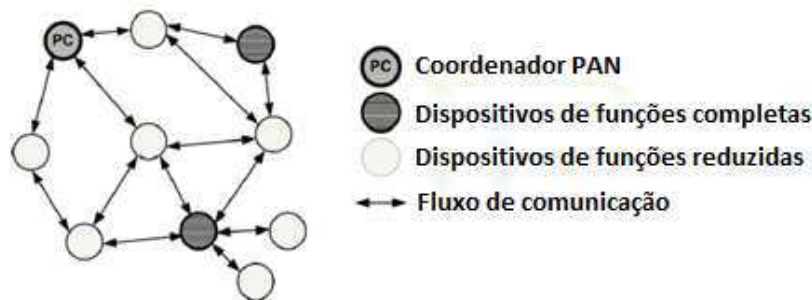 PC
PC Coordenador PAN
Dispositivos de funções completas
Dispositivos de funções reduzidas
Fluxo de comunicação